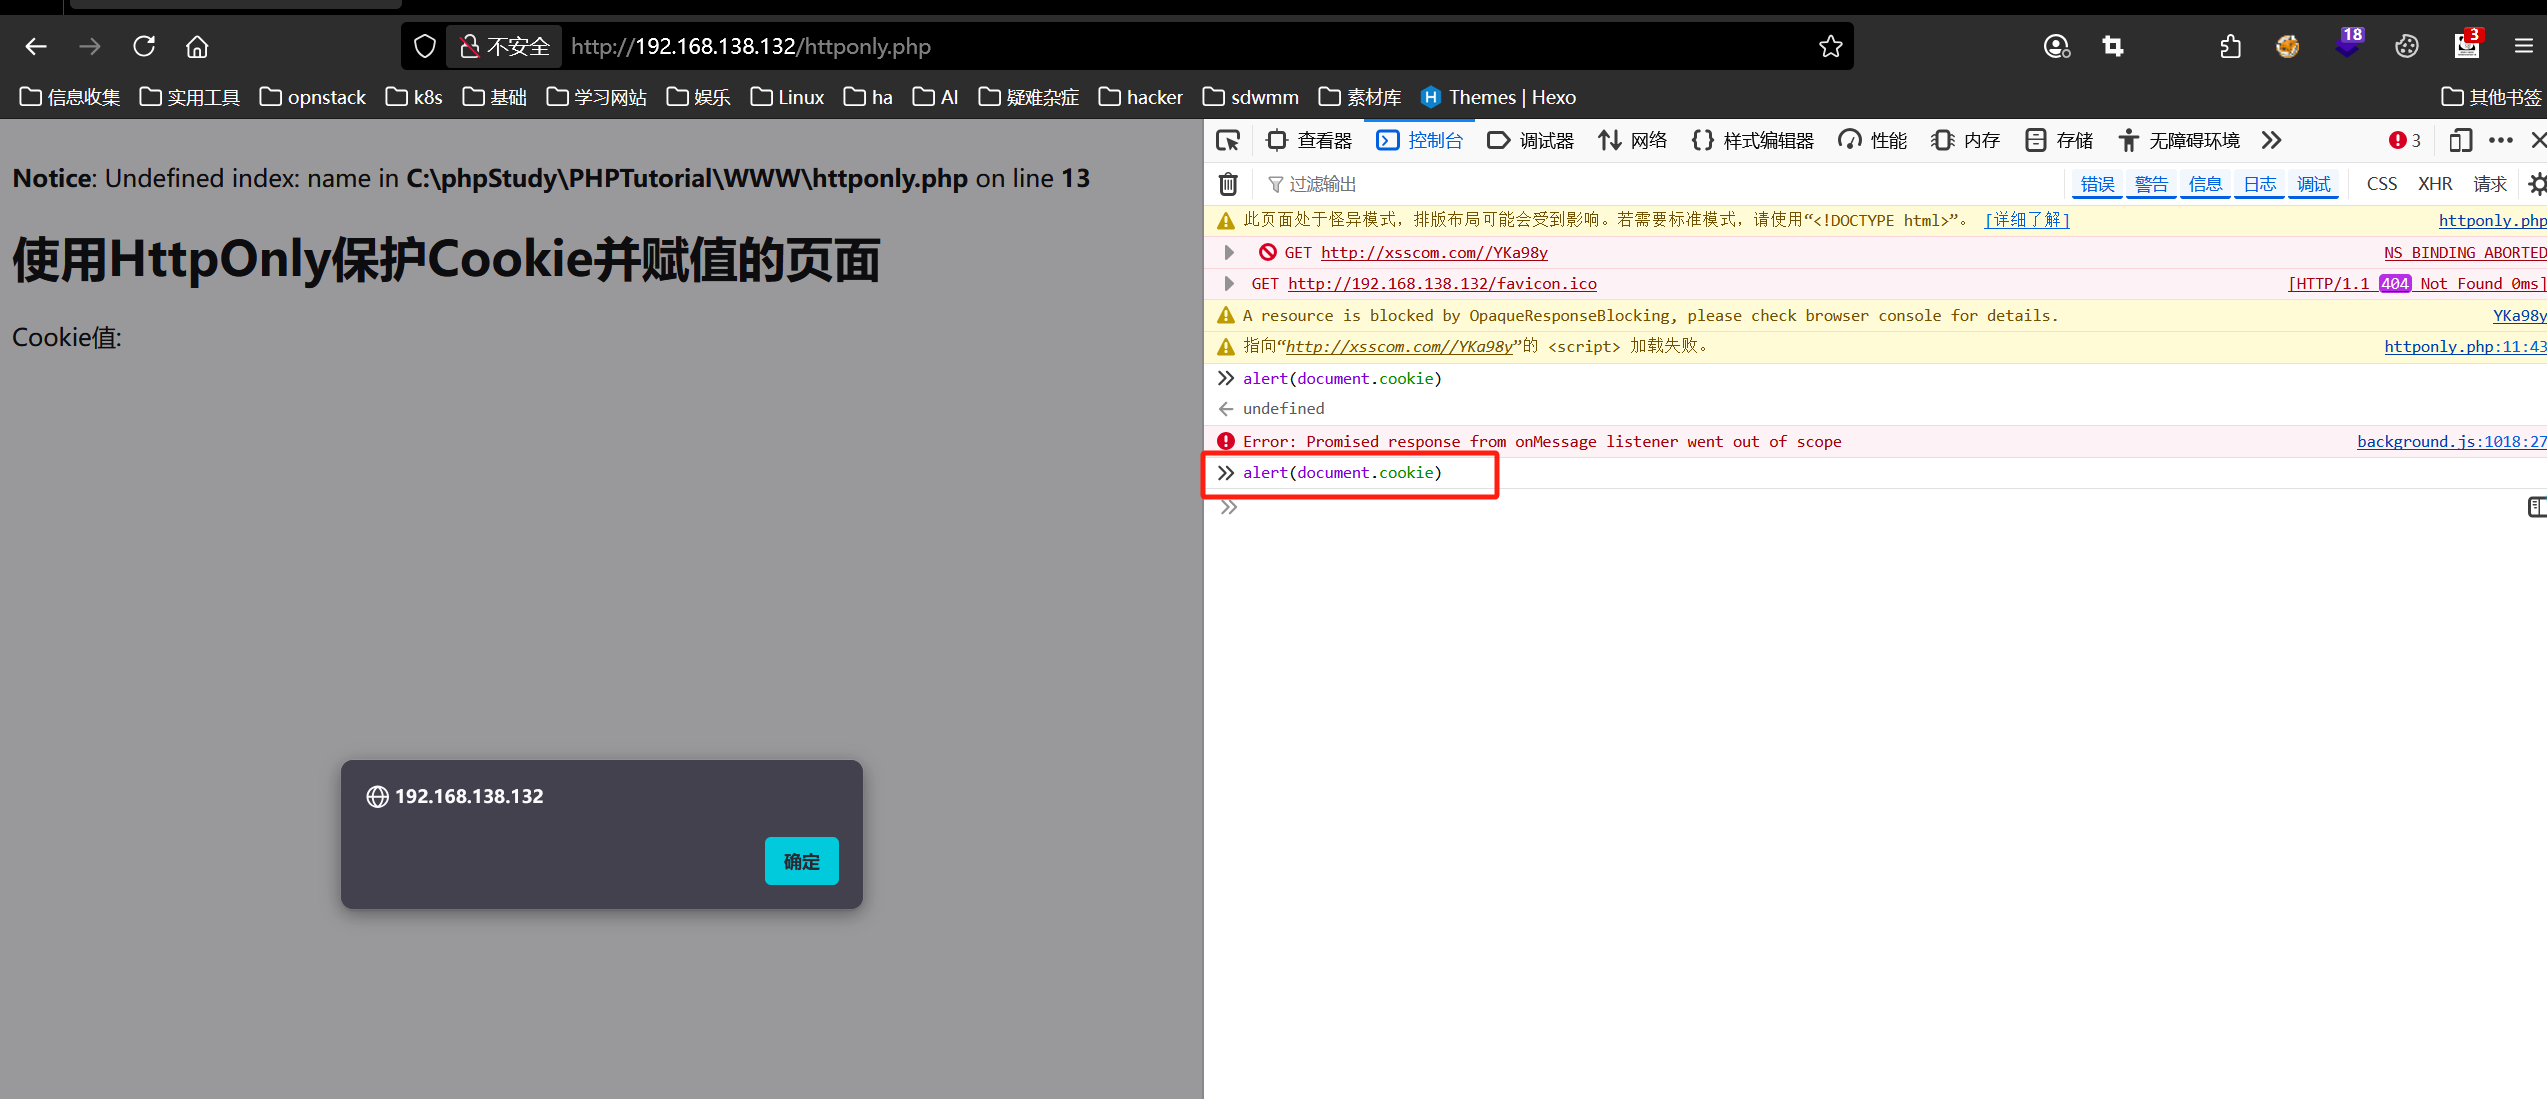 不安全 http://192.168.138.132/httponly.php 18 3
信息收集 实用工具 opnstack k8s 基础 学习网站 娱乐 Linux ha AI 疑难杂症 hacker sdwmm 素材库 H Themes | Hexo 其他书签
查看器 控制台 调试器 网络 样式编辑器 性能 内存 存储 无障碍环境 3
过滤输出 错误 警告 信息 日志 调试 CSS XHR 请求
Notice: Undefined index: name in C:\phpStudy\PHPTutorial\WWW\httponly.php on line 13
使用HttpOnly保护Cookie并赋值的页面
Cookie值:
192.168.138.132
确定
此页面处于怪异模式，排版布局可能会受到影响。若需要标准模式，请使用“<!DOCTYPE html>”。 [详细了解] httponly.php
GET http://xsscom.com//YKa98y NS_BINDING_ABORTED
GET http://192.168.138.132/favicon.ico [HTTP/1.1 404 Not Found 0ms]
A resource is blocked by OpaqueResponseBlocking, please check browser console for details. YKa98y
指向“http://xsscom.com//YKa98y”的 <script> 加载失败。 httponly.php:11:43
alert(document.cookie)
undefined
Error: Promised response from onMessage listener went out of scope background.js:1018:27
alert(document.cookie)